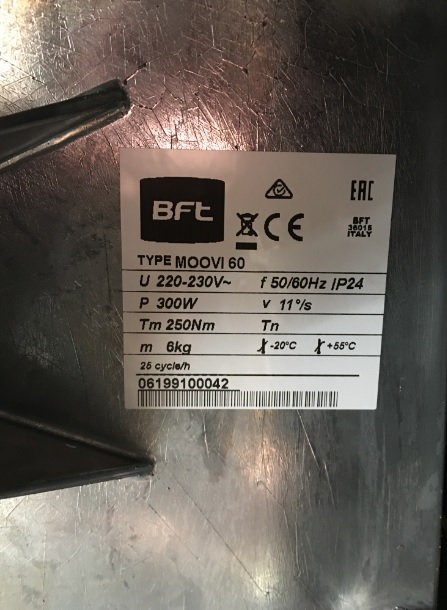 BFt
EAC
CE
BFT
36015
ITALY
TYPE MOOVI 60
U 220-230V~ f 50/60Hz IP24
P 300W v 11°/s
Tm 250Nm Tn
m 6kg -20°C +55°C
25 cycle/h
06199100042